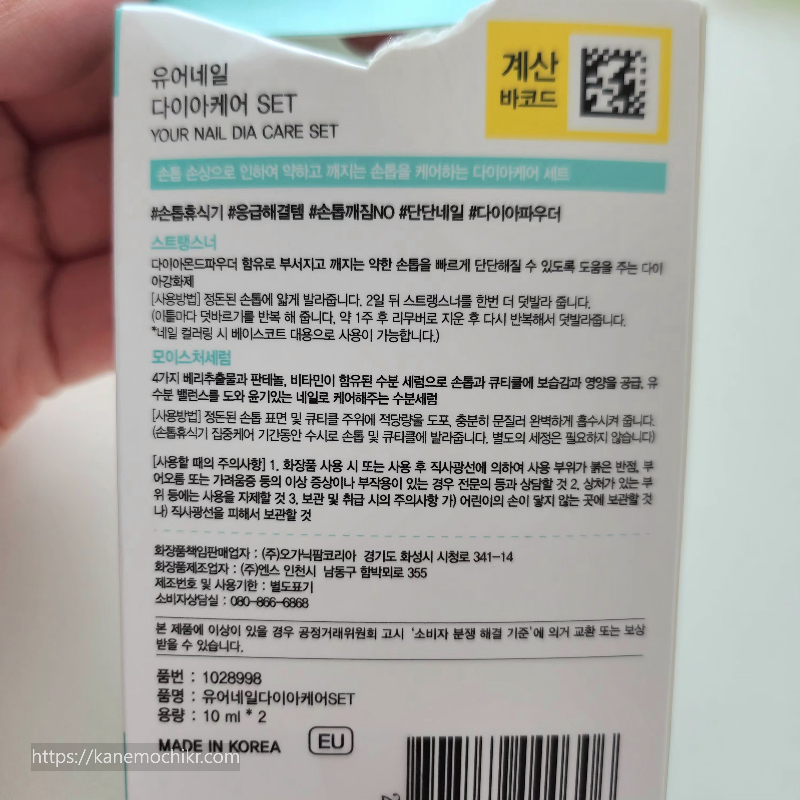 유어네일
다이아케어 SET
YOUR NAIL DIA CARE SET
계산
바코드
손톱 손상으로 인하여 약하고 깨지는 손톱을 케어하는 다이아케어 세트
#손톱휴식기 #응급해결템 #손톱깨짐NO #단단네일 #다이아파우더
스트랭스너
다이아몬드파우더 함유로 부서지고 깨지는 약한 손톱을 빠르게 단단해질 수 있도록 도움을 주는 다이
아강화제
[사용방법] 정돈된 손톱에 얇게 발라줍니다. 2일 뒤 스트랭스너를 한번 더 덧발라 줍니다.
(이틀마다 덧바르기를 반복 해 줍니다. 약 1주 후 리무버로 지운 후 다시 반복해서 덧발라줍니다.
*네일 컬러링 시 베이스코트 대용으로 사용이 가능합니다.)
모이스처세럼
4가지 베리추출물과 판테놀, 비타민이 함유된 수분 세럼으로 손톱과 큐티클에 보습감과 영양을 공급, 유
수분 밸런스를 도와 윤기있는 네일로 케어해주는 수분세럼
[사용방법] 정돈된 손톱 표면 및 큐티클 주위에 적당량을 도포, 충분히 문질러 완벽하게 흡수시켜 줍니다.
(손톱휴식기 집중케어 기간동안 수시로 손톱 및 큐티클에 발라줍니다. 별도의 세정은 필요하지 않습니다)
[사용할 때의 주의사항] 1. 화장품 사용 시 또는 사용 후 직사광선에 의하여 사용 부위가 붉은 반점, 부
어오름 또는 가려움증 등의 이상 증상이나 부작용이 있는 경우 전문의 등과 상담할 것 2. 상처가 있는 부
위 등에는 사용을 자제할 것 3. 보관 및 취급 시의 주의사항 가) 어린이의 손이 닿지 않는 곳에 보관할 것
나) 직사광선을 피해서 보관할 것
화장품책임판매업자 : (주)오가닉팜코리아 경기도 화성시 시청로 341-14
화장품제조업자 : (주)엔스 인천시 남동구 함박뫼로 355
제조번호 및 사용기한 : 별도표기
소비자상담실 : 080-866-6868
본 제품에 이상이 있을 경우 공정거래위원회 고시 '소비자 분쟁 해결 기준'에 의거 교환 또는 보상
받을 수 있습니다.
품번 : 1028998
품명 : 유어네일다이아케어SET
용량 : 10 ml * 2
MADE IN KOREA
EU
https://kanemochikr.com